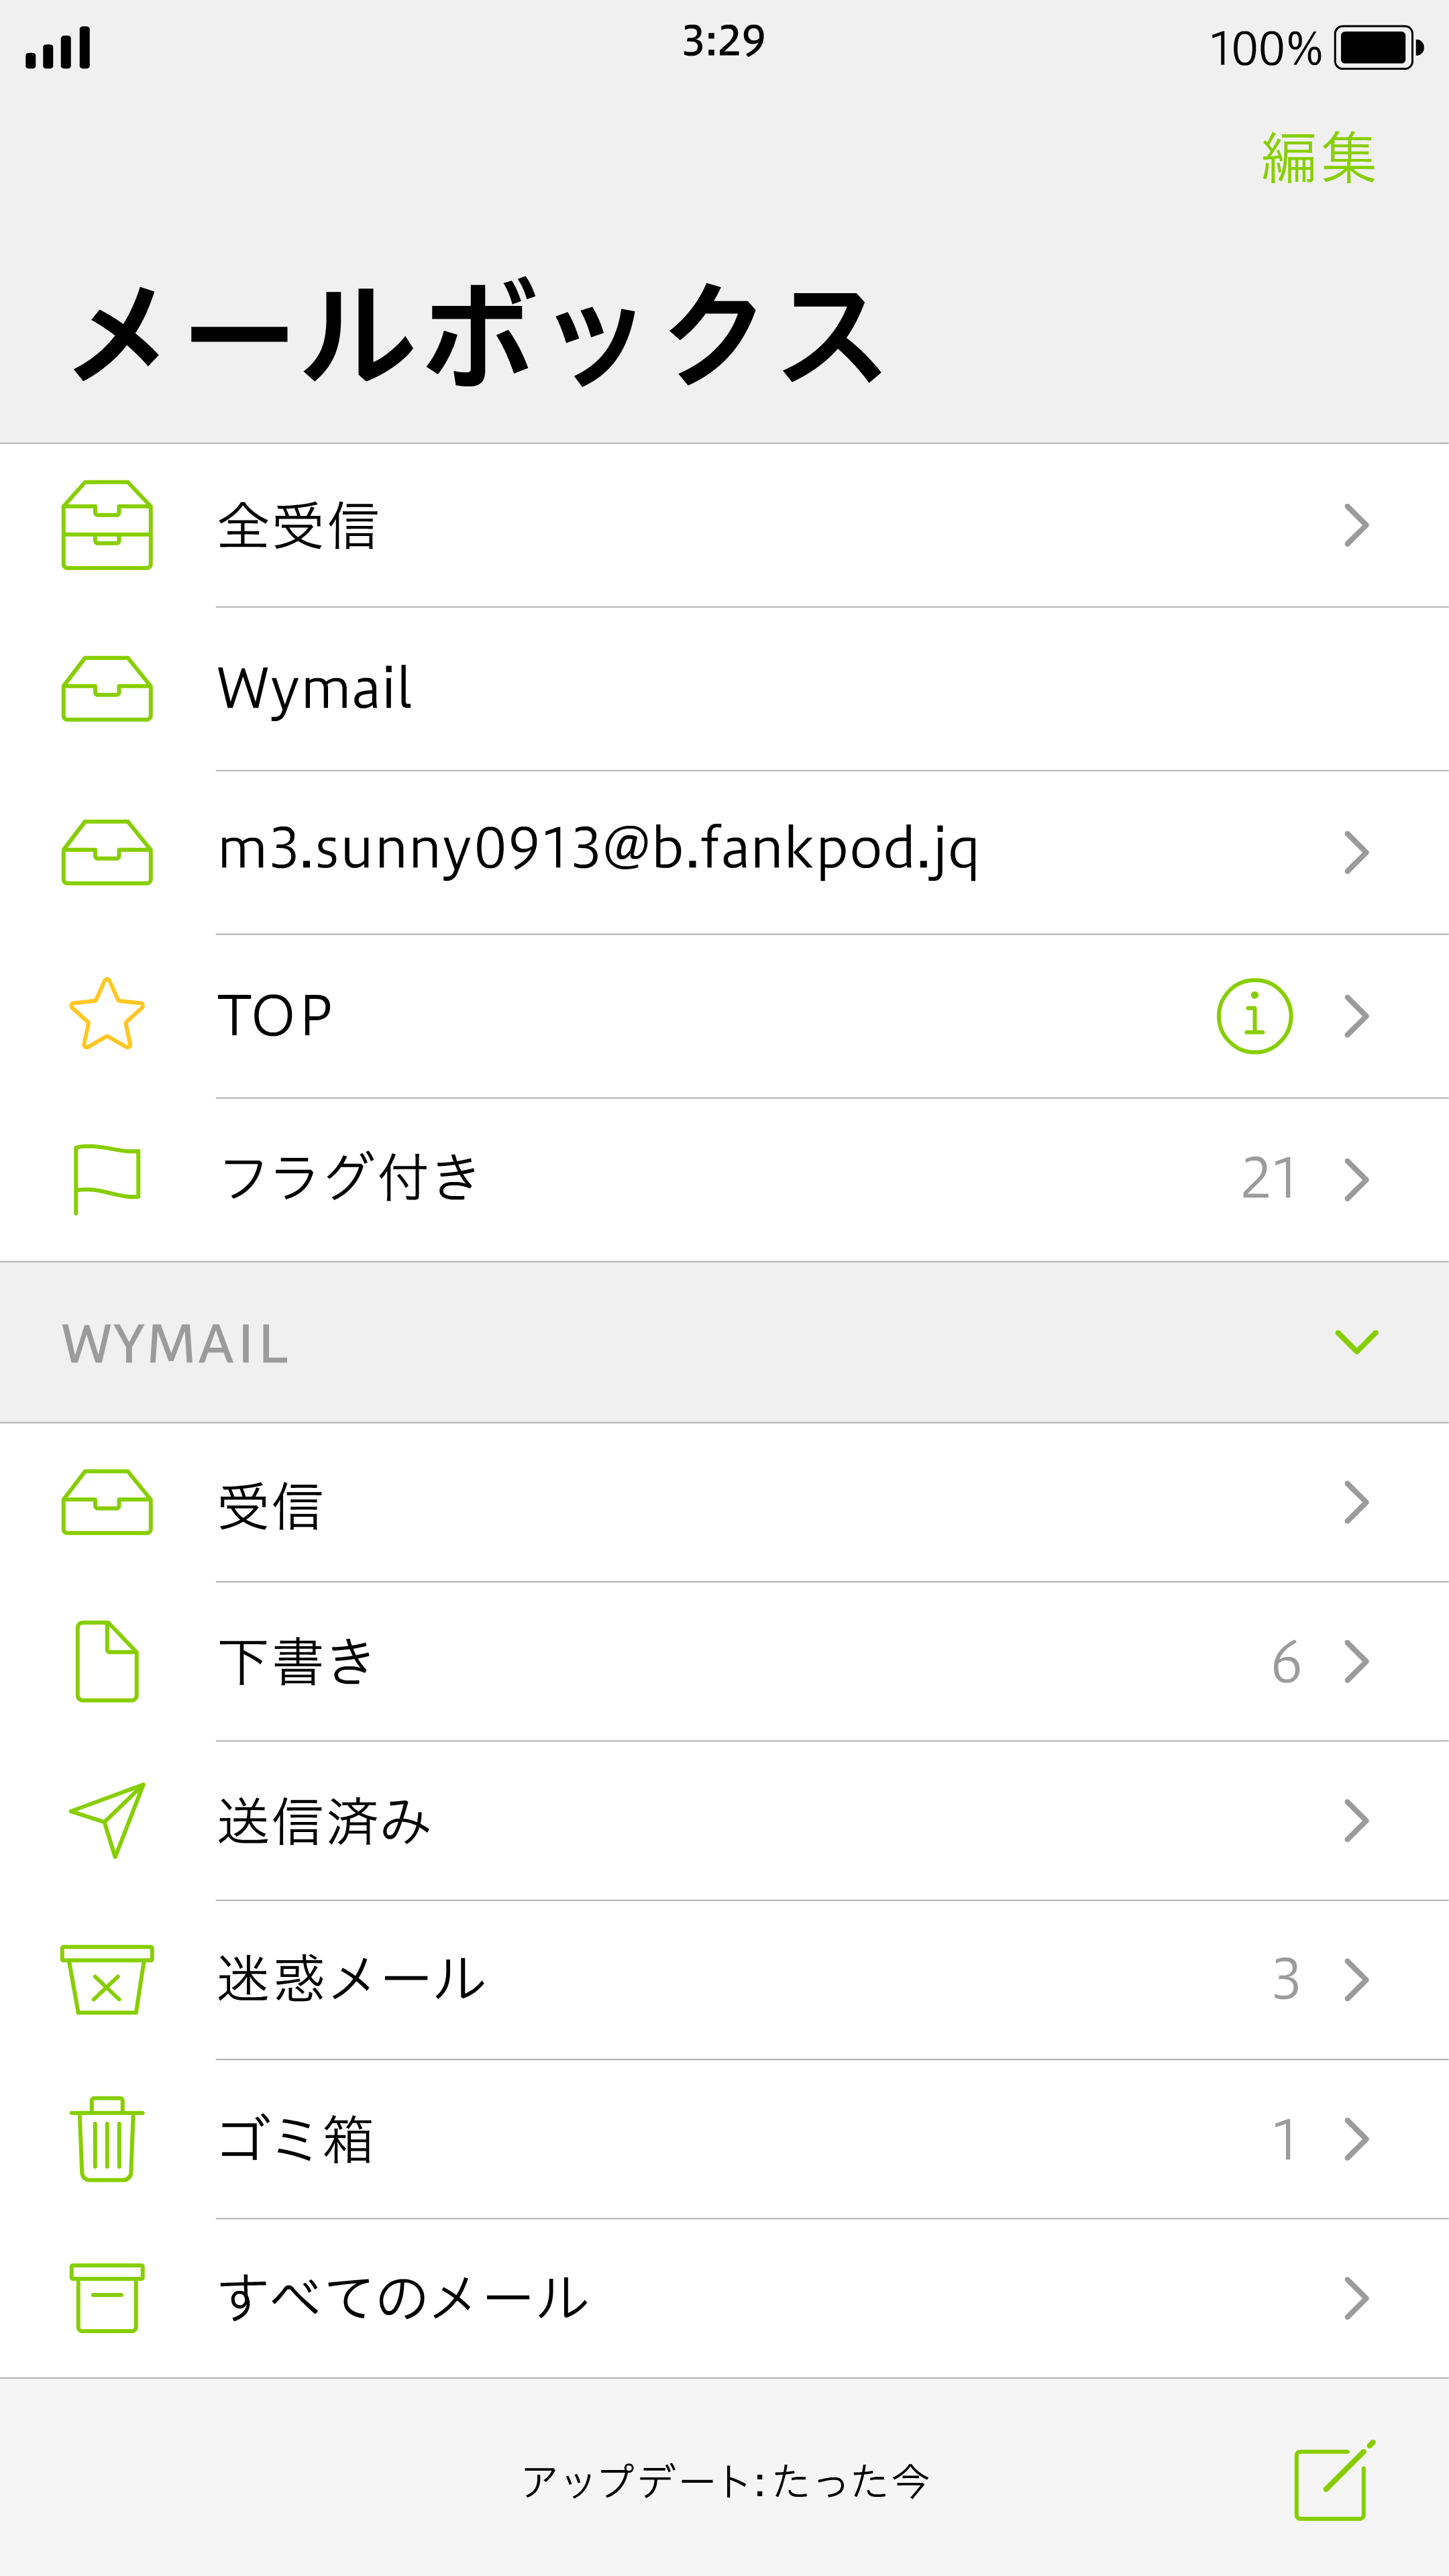 3:29
100%
編集
メールボックス
全受信
Wymail
m3.sunny0913@b.fankpod.jq
TOP
フラグ付き 21
WYMAIL
受信
下書き 6
送信済み
迷惑メール 3
ゴミ箱 1
すべてのメール
アップデート:たった今